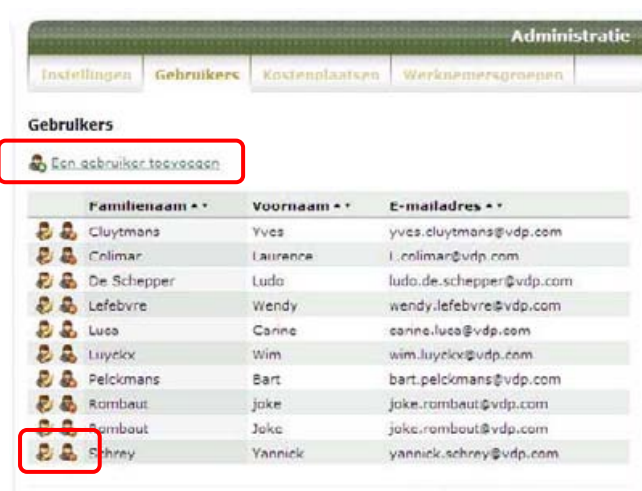 Administratie
Instellingen Gebruikers Kostenplaatsen Werknemersgroepen
Gebruikers
Een gebruiker toevoegen
Familienaam Voornaam E-mailadres
Cluytmans Yves yves.cluytmans@vdp.com
Colimar Laurence l.colimar@vdp.com
De Schepper Ludo ludo.de.schepper@vdp.com
Lefebvre Wendy wendy.lefebvre@vdp.com
Luca Carine carine.luca@vdp.com
Luyckx Wim wim.luyckx@vdp.com
Pelckmans Bart bart.pelckmans@vdp.com
Rombaut joke joke.rombaut@vdp.com
Rombaut Joke joke.rombout@vdp.com
Schrey Yannick yannick.schrey@vdp.com